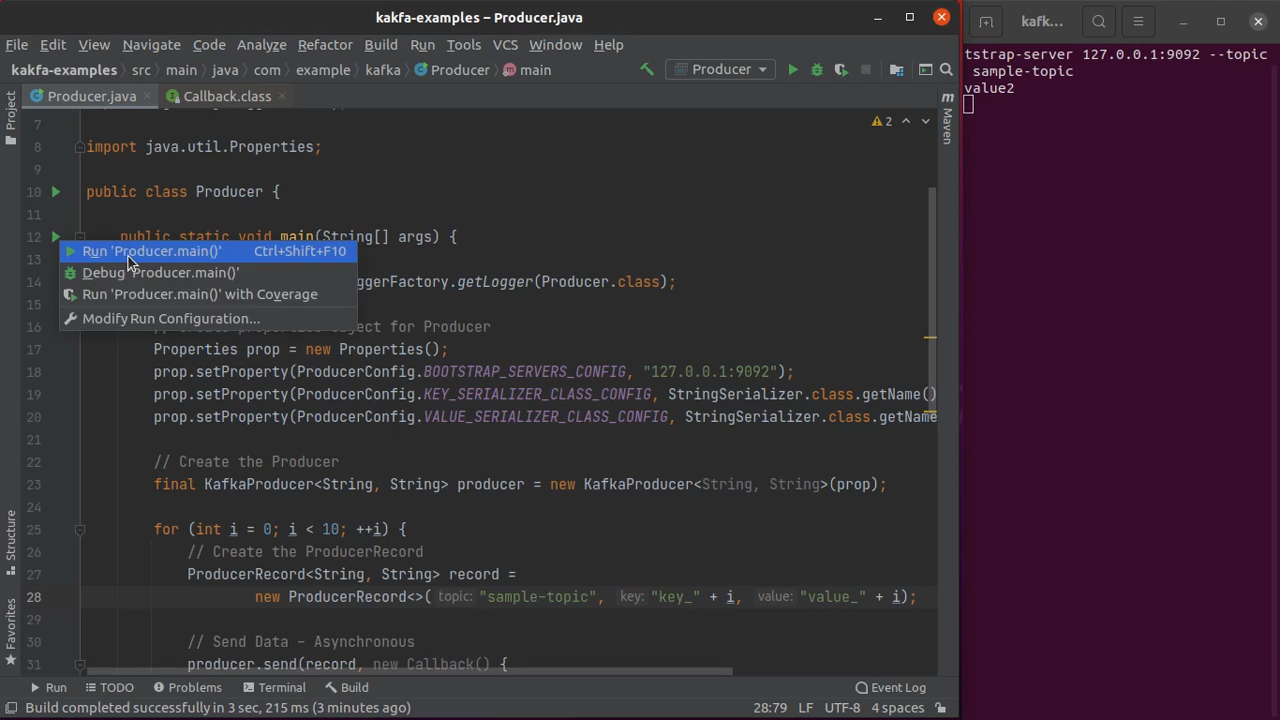 kakfa-examples – Producer.java
File Edit View Navigate Code Analyze Refactor Build Run Tools VCS Window Help
kakfa-examples src main java com example kafka Producer main
Producer
Producer.java Callback.class
Project
Structure
Favorites
Maven
2
7
8 import java.util.Properties;
9
10 public class Producer {
11
12 public static void main(String[] args) {
13
Run 'Producer.main()' Ctrl+Shift+F10
Debug 'Producer.main()'
Run 'Producer.main()' with Coverage
Modify Run Configuration...
14 ggerFactory.getLogger(Producer.class);
15
16 // Create properties object for Producer
17 Properties prop = new Properties();
18 prop.setProperty(ProducerConfig.BOOTSTRAP_SERVERS_CONFIG, "127.0.0.1:9092");
19 prop.setProperty(ProducerConfig.KEY_SERIALIZER_CLASS_CONFIG, StringSerializer.class.getName()
20 prop.setProperty(ProducerConfig.VALUE_SERIALIZER_CLASS_CONFIG, StringSerializer.class.getName
21
22 // Create the Producer
23 final KafkaProducer<String, String> producer = new KafkaProducer<String, String>(prop);
24
25 for (int i = 0; i < 10; ++i) {
26 // Create the ProducerRecord
27 ProducerRecord<String, String> record =
28 new ProducerRecord<>( topic: "sample-topic", key: "key_" + i, value: "value_" + i);
29
30 // Send Data – Asynchronous
31 producer.send(record, new Callback() {
Run TODO Problems Terminal Build Event Log
Build completed successfully in 3 sec, 215 ms (3 minutes ago) 28:79 LF UTF-8 4 spaces
kafk...
tstrap-server 127.0.0.1:9092 --topic
sample-topic
value2